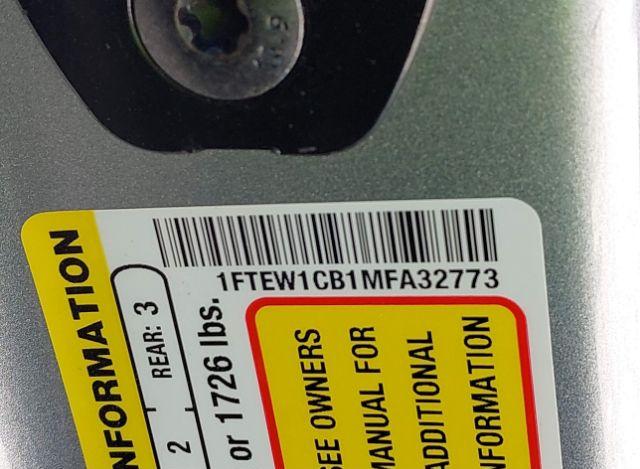 1FTEW1CB1MFA32773
NFORMATION
2
REAR: 3
or 1726 lbs.
SEE OWNERS
MANUAL FOR
ADDITIONAL
NFORMATION